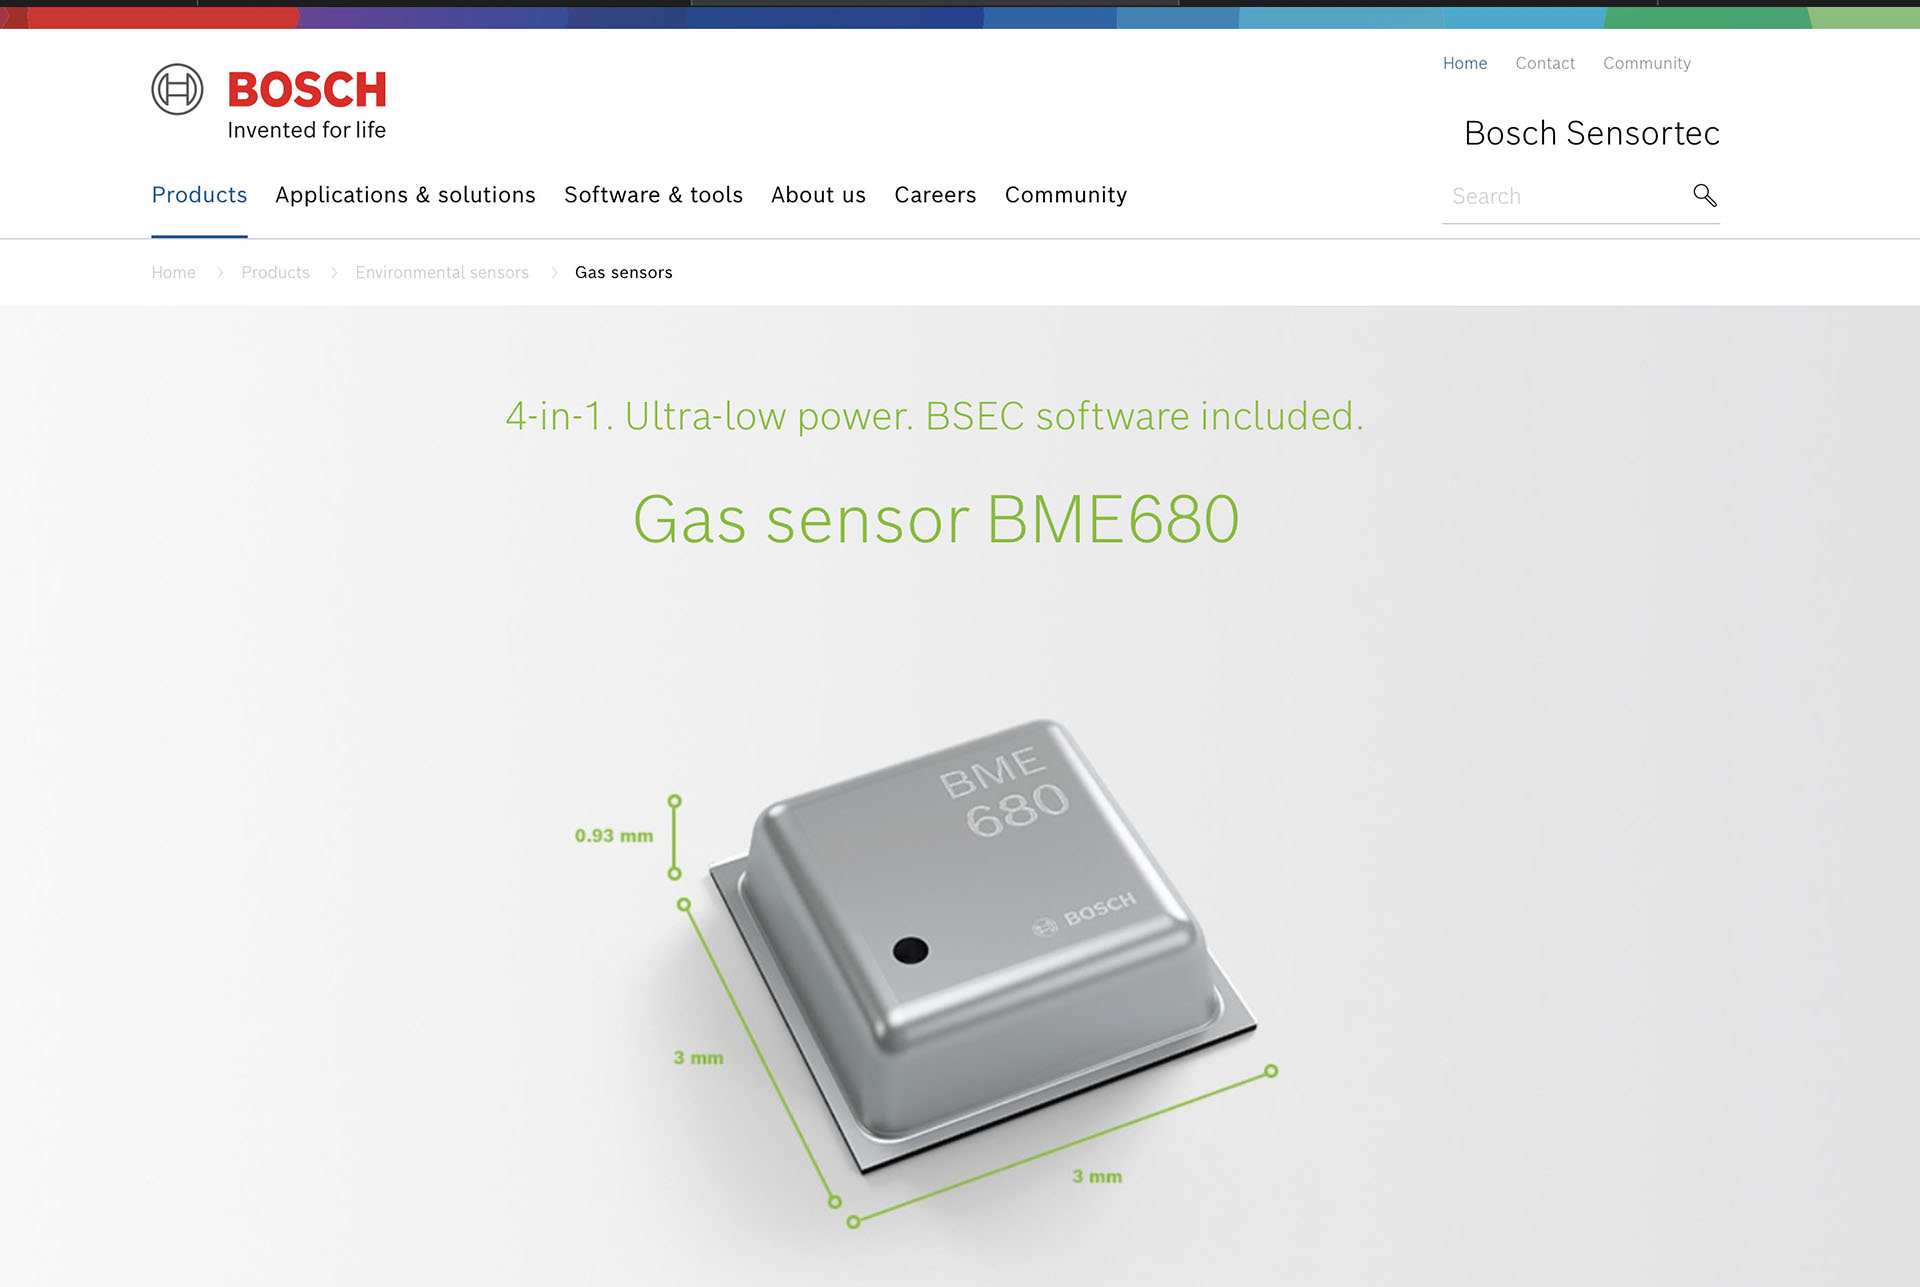 BOSCH
Invented for life
Home Contact Community
Bosch Sensortec
Products Applications & solutions Software & tools About us Careers Community
Search
Home Products Environmental sensors Gas sensors
4-in-1. Ultra-low power. BSEC software included.
Gas sensor BME680
BME
680
BOSCH
0.93 mm
3 mm
3 mm